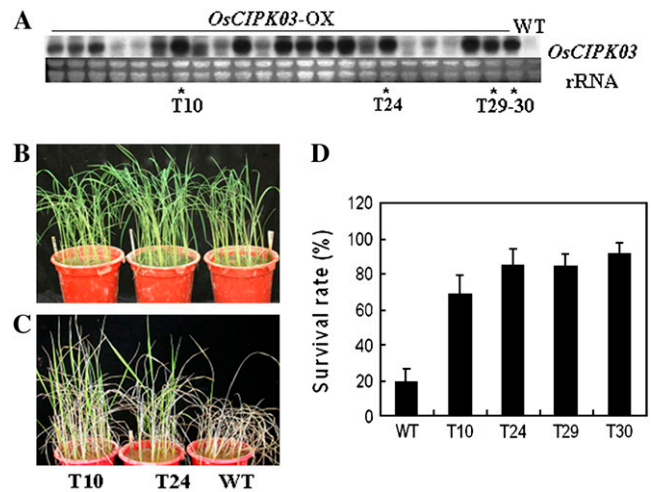 A
OsCIPK03-OX
WT
OsCIPK03
rRNA
* * * *
T10 T24 T29-30
B
C
T10 T24 WT
D
Survival rate (%)
120
100
80
60
40
20
0
WT T10 T24 T29 T30